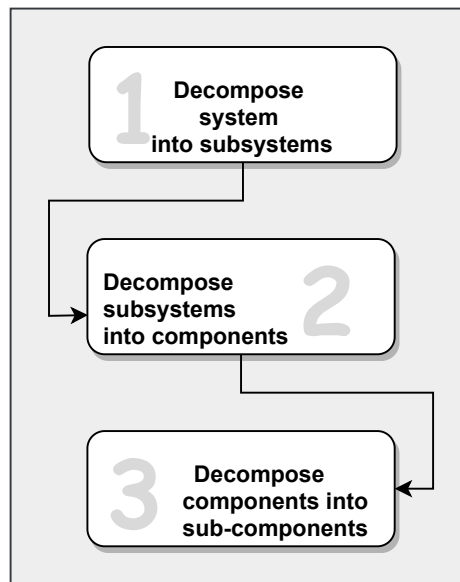 1
Decompose
system
into subsystems
Decompose
subsystems
into components
2
3
Decompose
components into
sub-components